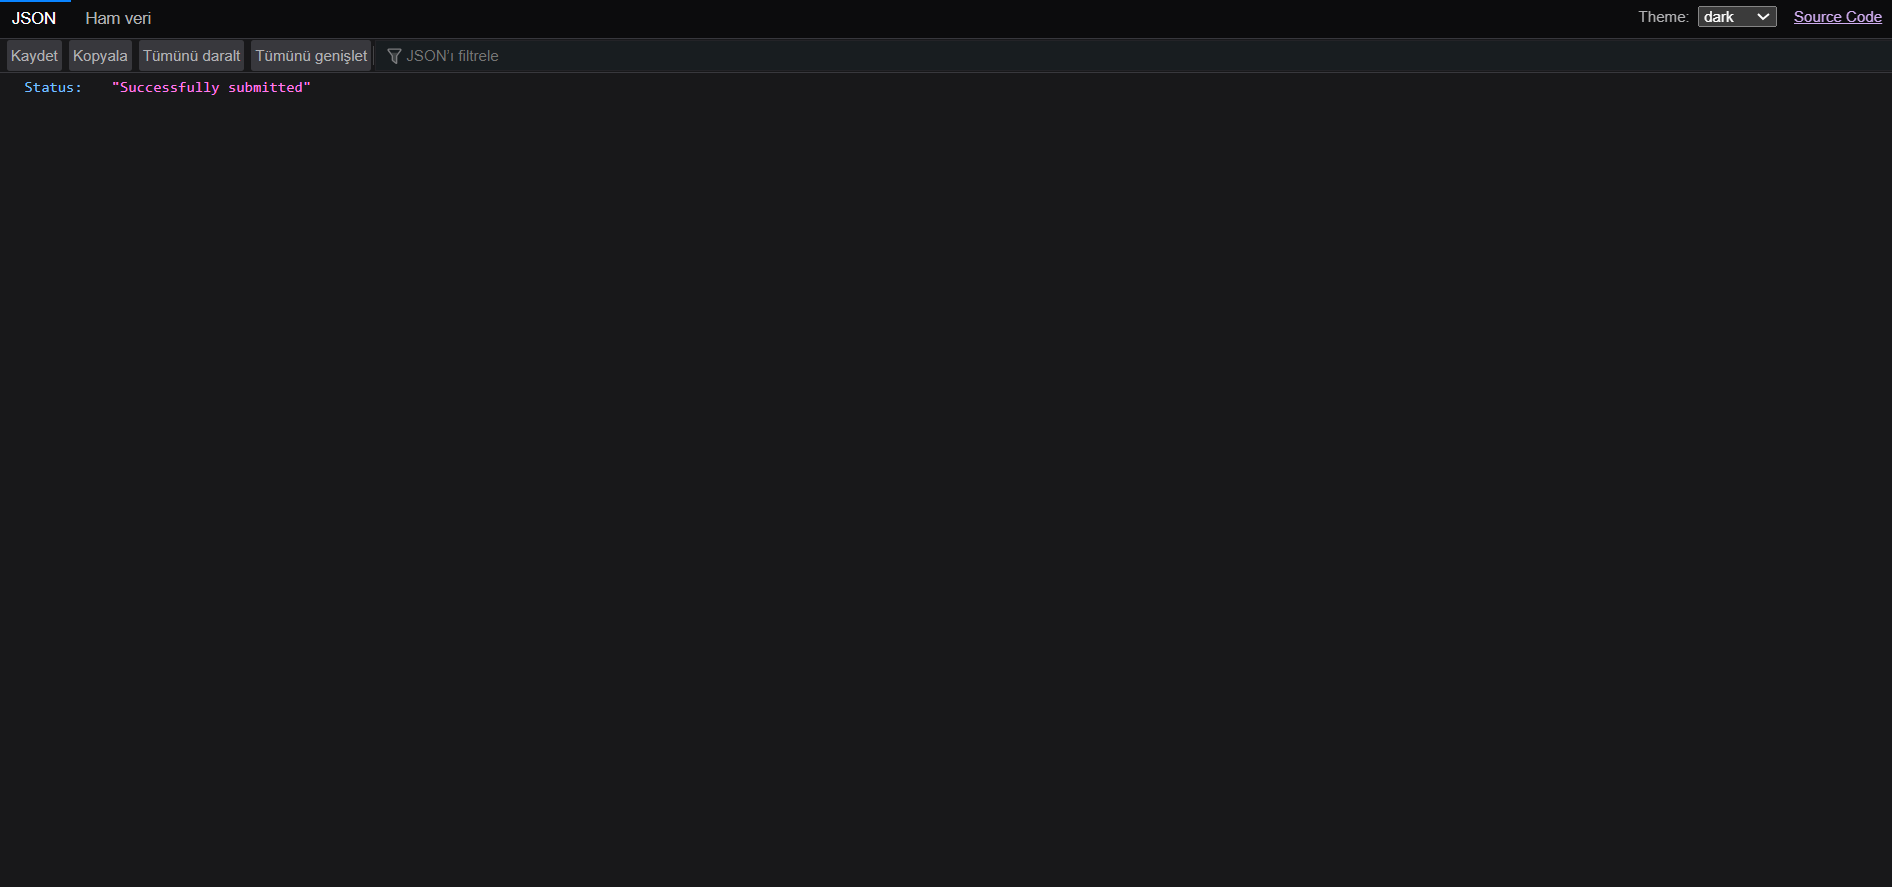 JSON Ham veri Theme: dark Source Code
Kaydet Kopyala Tümünü daralt Tümünü genişlet JSON'ı filtrele
Status: "Successfully submitted"